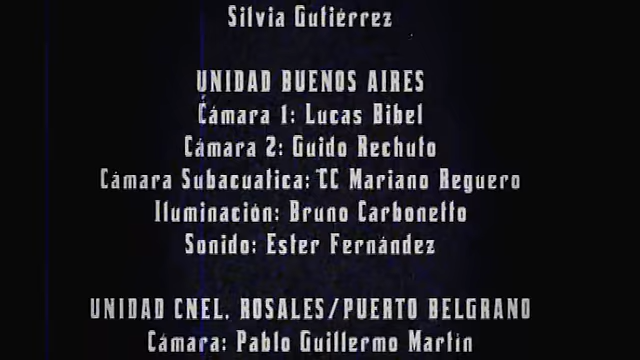 Silvia Gutiérrez
UNIDAD BUENOS AIRES
Cámara 1: Lucas Bibel
Cámara 2: Guido Rechuto
Cámara Subacuatica: CC Mariano Reguero
Iluminación: Bruno Carbonetto
Sonido: Ester Fernández
UNIDAD CNEL. ROSALES/PUERTO BELGRANO
Cámara: Pablo Guillermo Martin